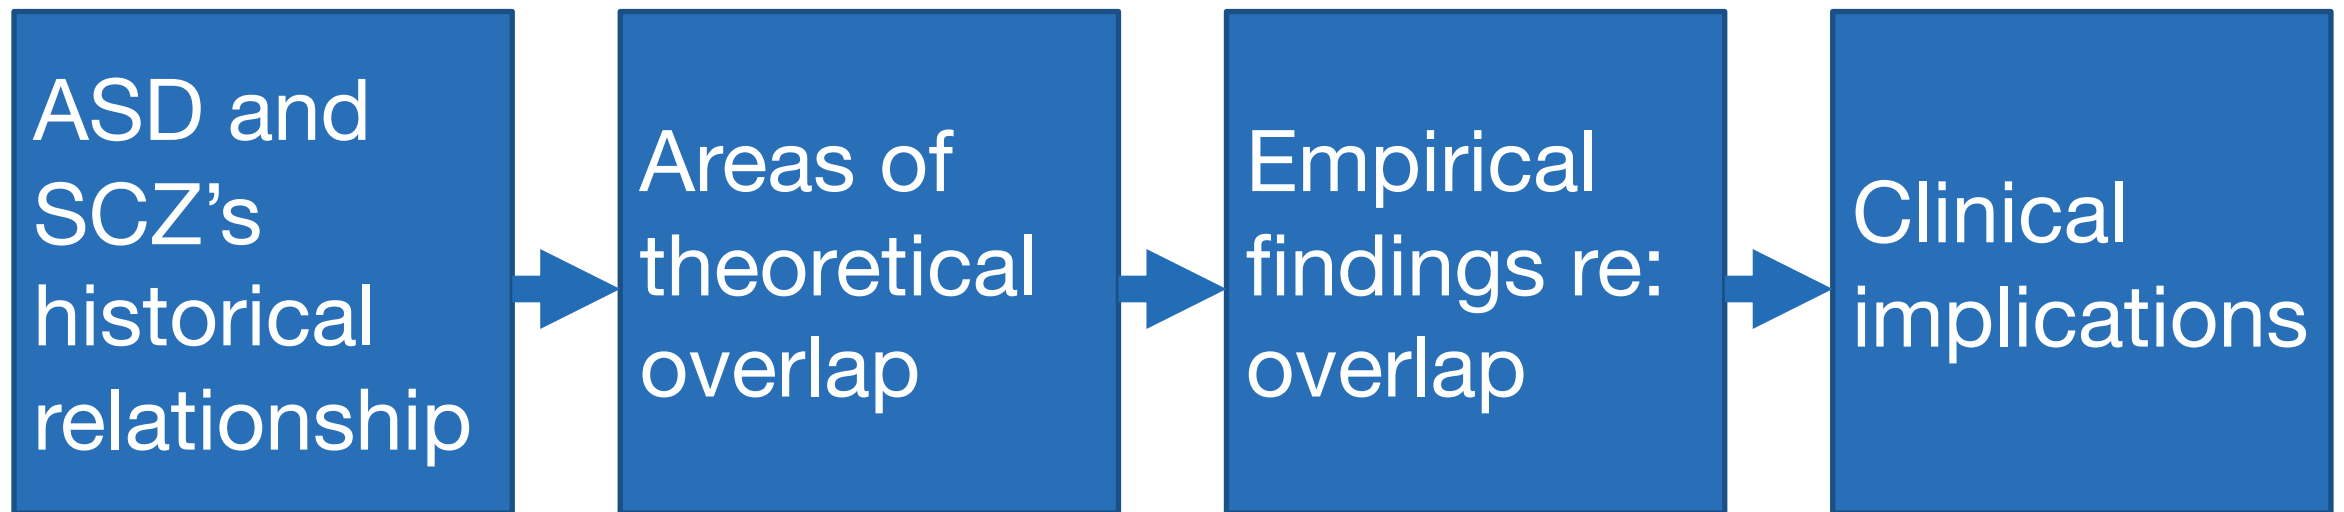 ASD and
SCZ’s
historical
relationship
Areas of
theoretical
overlap
Empirical
findings re:
overlap
Clinical
implications